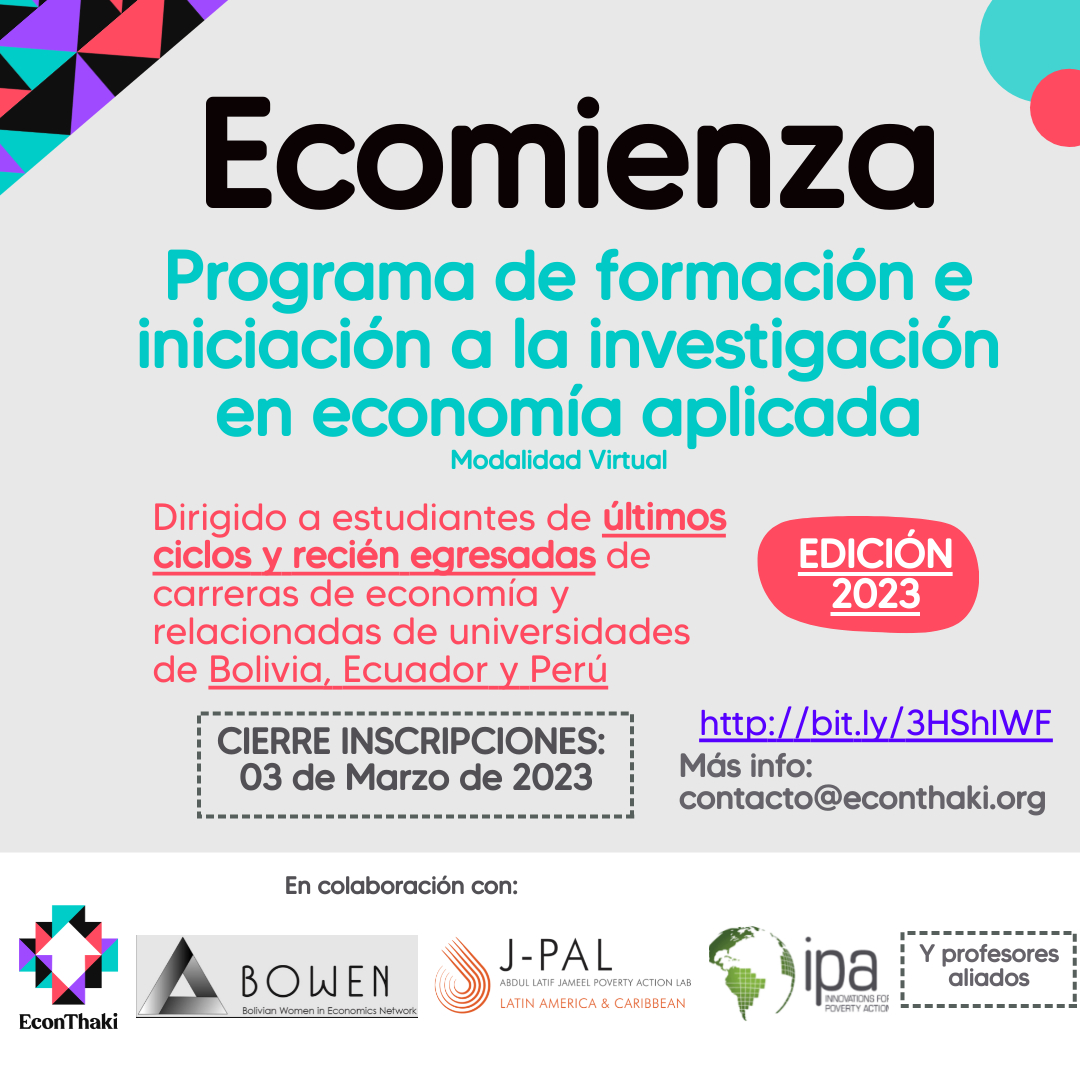 Ecomienza
Programa de formación e
iniciación a la investigación
en economía aplicada
Modalidad Virtual
Dirigido a estudiantes de últimos
ciclos y recién egresadas de
carreras de economía y
relacionadas de universidades
de Bolivia, Ecuador y Perú
EDICIÓN
2023
CIERRE INSCRIPCIONES:
03 de Marzo de 2023
http://bit.ly/3HShIWF
Más info:
contacto@econthaki.org
En colaboración con:
EconThaki
BOWEN
Bolivian Women in Economics Network
J-PAL
ABDUL LATIF JAMEEL POVERTY ACTION LAB
LATIN AMERICA & CARIBBEAN
ipa
INNOVATIONS FOR
POVERTY ACTION
Y profesores
aliados